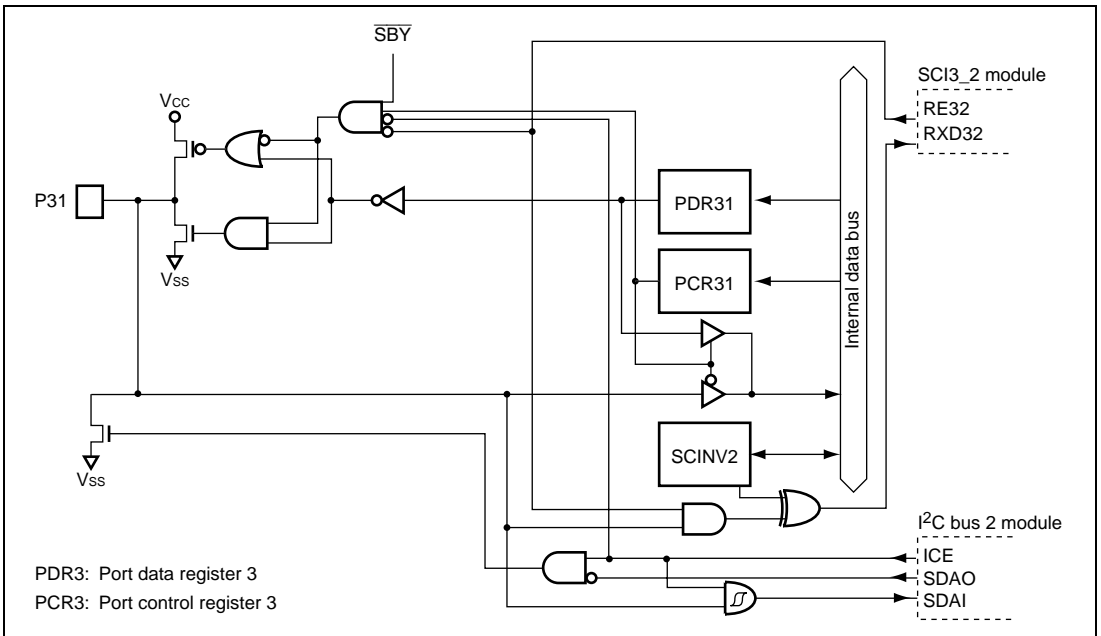 SBY
SCI3_2 module
VCC
RE32
RXD32
P31
PDR31
PCR31
Internal data bus
VSS
SCINV2
VSS
I2C bus 2 module
ICE
SDAO
SDAI
PDR3: Port data register 3
PCR3: Port control register 3